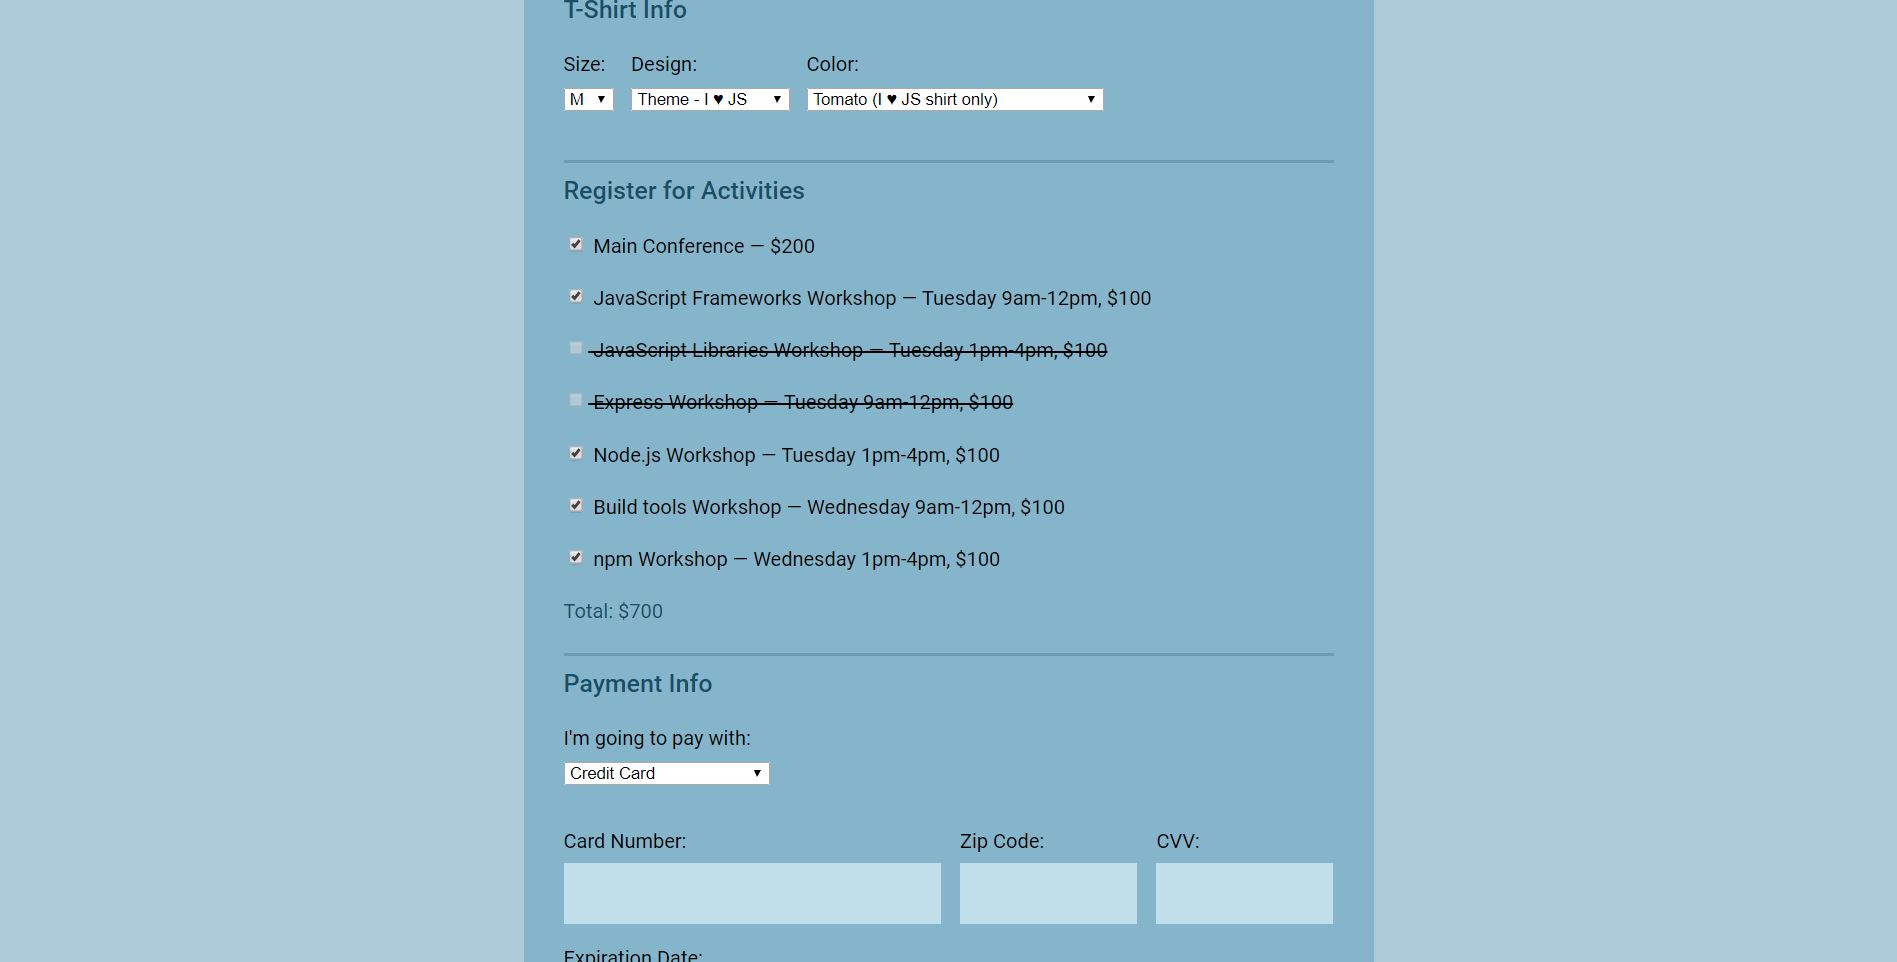 T-Shirt Info
Size: Design: Color:
M Theme - I ♥ JS Tomato (I ♥ JS shirt only)
Register for Activities
Main Conference — $200
JavaScript Frameworks Workshop — Tuesday 9am-12pm, $100
JavaScript Libraries Workshop — Tuesday 1pm-4pm, $100
Express Workshop — Tuesday 9am-12pm, $100
Node.js Workshop — Tuesday 1pm-4pm, $100
Build tools Workshop — Wednesday 9am-12pm, $100
npm Workshop — Wednesday 1pm-4pm, $100
Total: $700
Payment Info
I'm going to pay with:
Credit Card
Card Number: Zip Code: CVV:
Expiration Date: